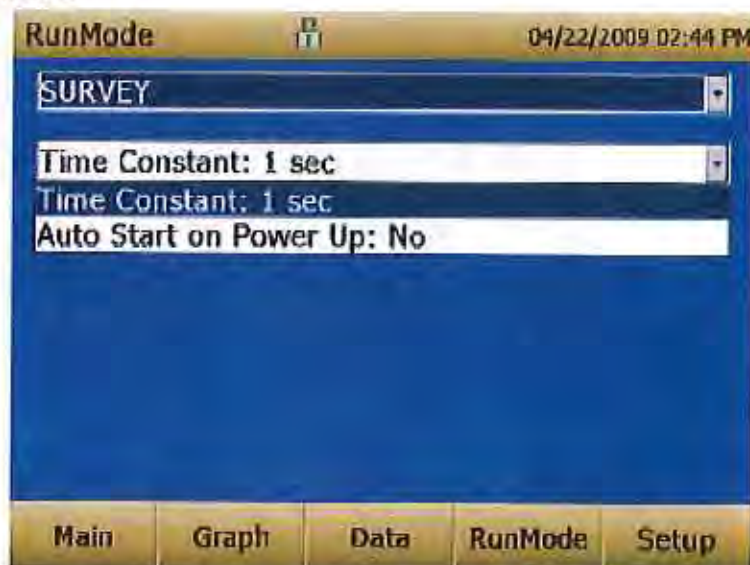 RunMode 04/22/2009 02:44 PM
SURVEY
Time Constant: 1 sec
Time Constant: 1 sec
Auto Start on Power Up: No
Main Graph Data RunMode Setup